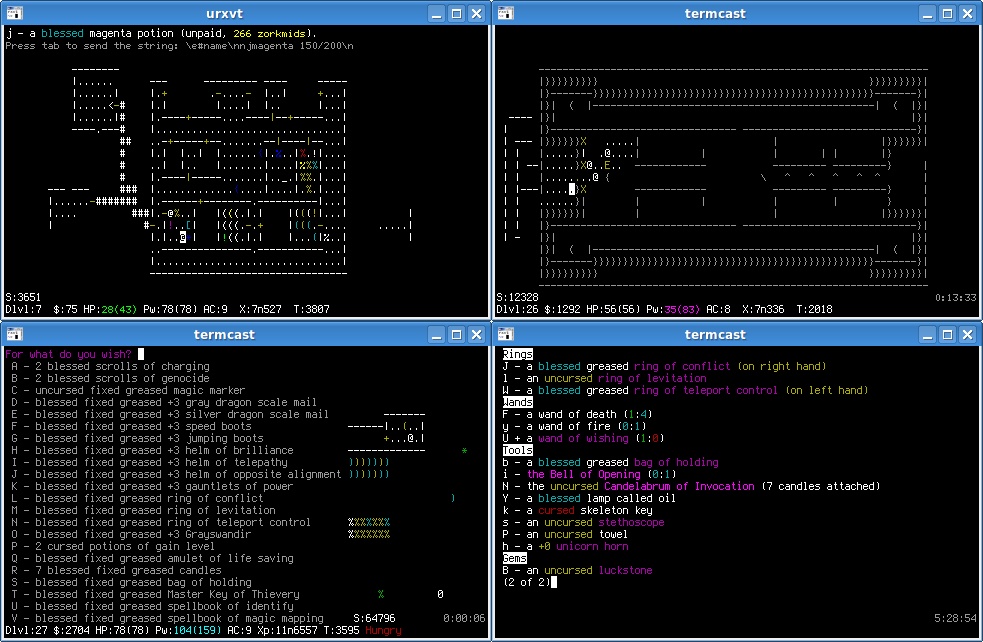 urxvt
j - a blessed magenta potion (unpaid, 266 zorkmids).
Press tab to send the string: \e#name\nnjmagenta 150/200\n
S:3651
Dlvl:7 $:75 HP:28(43) Pw:78(78) AC:9 X:7n527 T:3807
termcast
S:12328
0:13:33
Dlvl:26 $:1292 HP:56(56) Pw:35(83) AC:8 X:7n336 T:2018
termcast
For what do you wish?
A - 2 blessed scrolls of charging
B - 2 blessed scrolls of genocide
C - uncursed fixed greased magic marker
D - blessed fixed greased +3 gray dragon scale mail
E - blessed fixed greased +3 silver dragon scale mail
F - blessed fixed greased +3 speed boots
G - blessed fixed greased +3 jumping boots
H - blessed fixed greased +3 helm of brilliance
I - blessed fixed greased +3 helm of telepathy
J - blessed fixed greased +3 helm of opposite alignment
K - blessed fixed greased +3 gauntlets of power
L - blessed fixed greased ring of conflict
M - blessed fixed greased ring of levitation
N - blessed fixed greased ring of teleport control
O - blessed fixed greased +3 Grayswandir
P - 2 cursed potions of gain level
Q - blessed fixed greased amulet of life saving
R - 7 blessed fixed greased candles
S - blessed fixed greased bag of holding
T - blessed fixed greased Master Key of Thievery
U - blessed fixed greased spellbook of identify
V - blessed fixed greased spellbook of magic mapping
S:64796
0:00:06
Dlvl:27 $:2704 HP:78(78) Pw:104(159) AC:9 Xp:11n6557 T:3595 Hungry
termcast
Rings
J - a blessed greased ring of conflict (on right hand)
l - an uncursed ring of levitation
W - a blessed greased ring of teleport control (on left hand)
Wands
F - a wand of death (1:4)
y - a wand of fire (0:1)
U + a wand of wishing (1:0)
Tools
b - a blessed greased bag of holding
i - the Bell of Opening (0:1)
N - the uncursed Candelabrum of Invocation (7 candles attached)
Y - a blessed lamp called oil
k - a cursed skeleton key
s - an uncursed stethoscope
P - an uncursed towel
h - a +0 unicorn horn
Gems
B - an uncursed luckstone
(2 of 2)
5:28:54